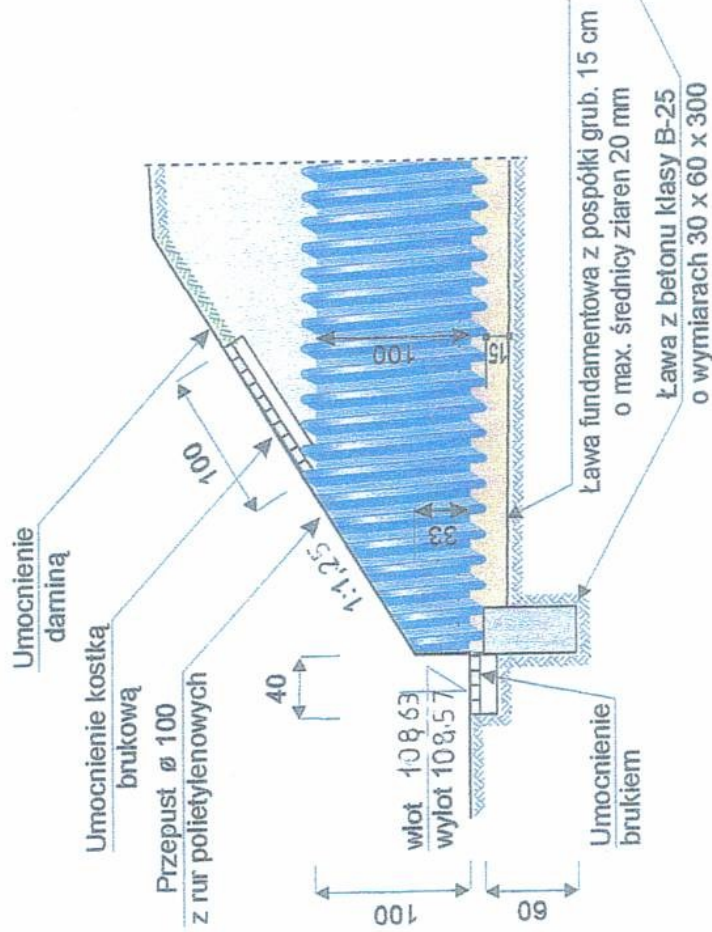 Umocnienie
darniną
Umocnienie kostką
brukową
Przepust ø 100
z rur polietylenowych
100
1:1,25
40
wlot 108,63
wylot 108,57
100
33
100
15
60
Umocnienie
brukiem
Ława fundamentowa z pospółki grub. 15 cm
o max. średnicy ziaren 20 mm
Ława z betonu klasy B-25
o wymiarach 30 x 60 x 300